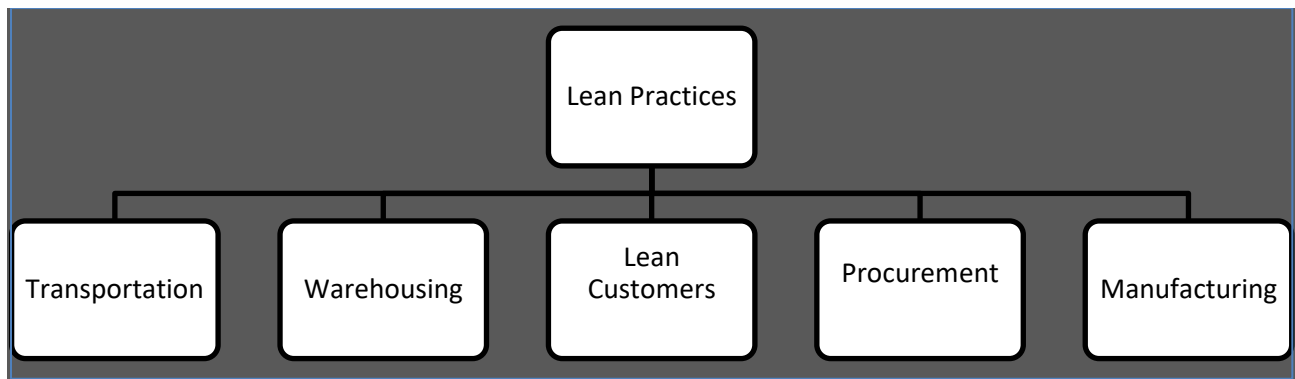 Lean Practices
Transportation
Warehousing
Lean
Customers
Procurement
Manufacturing